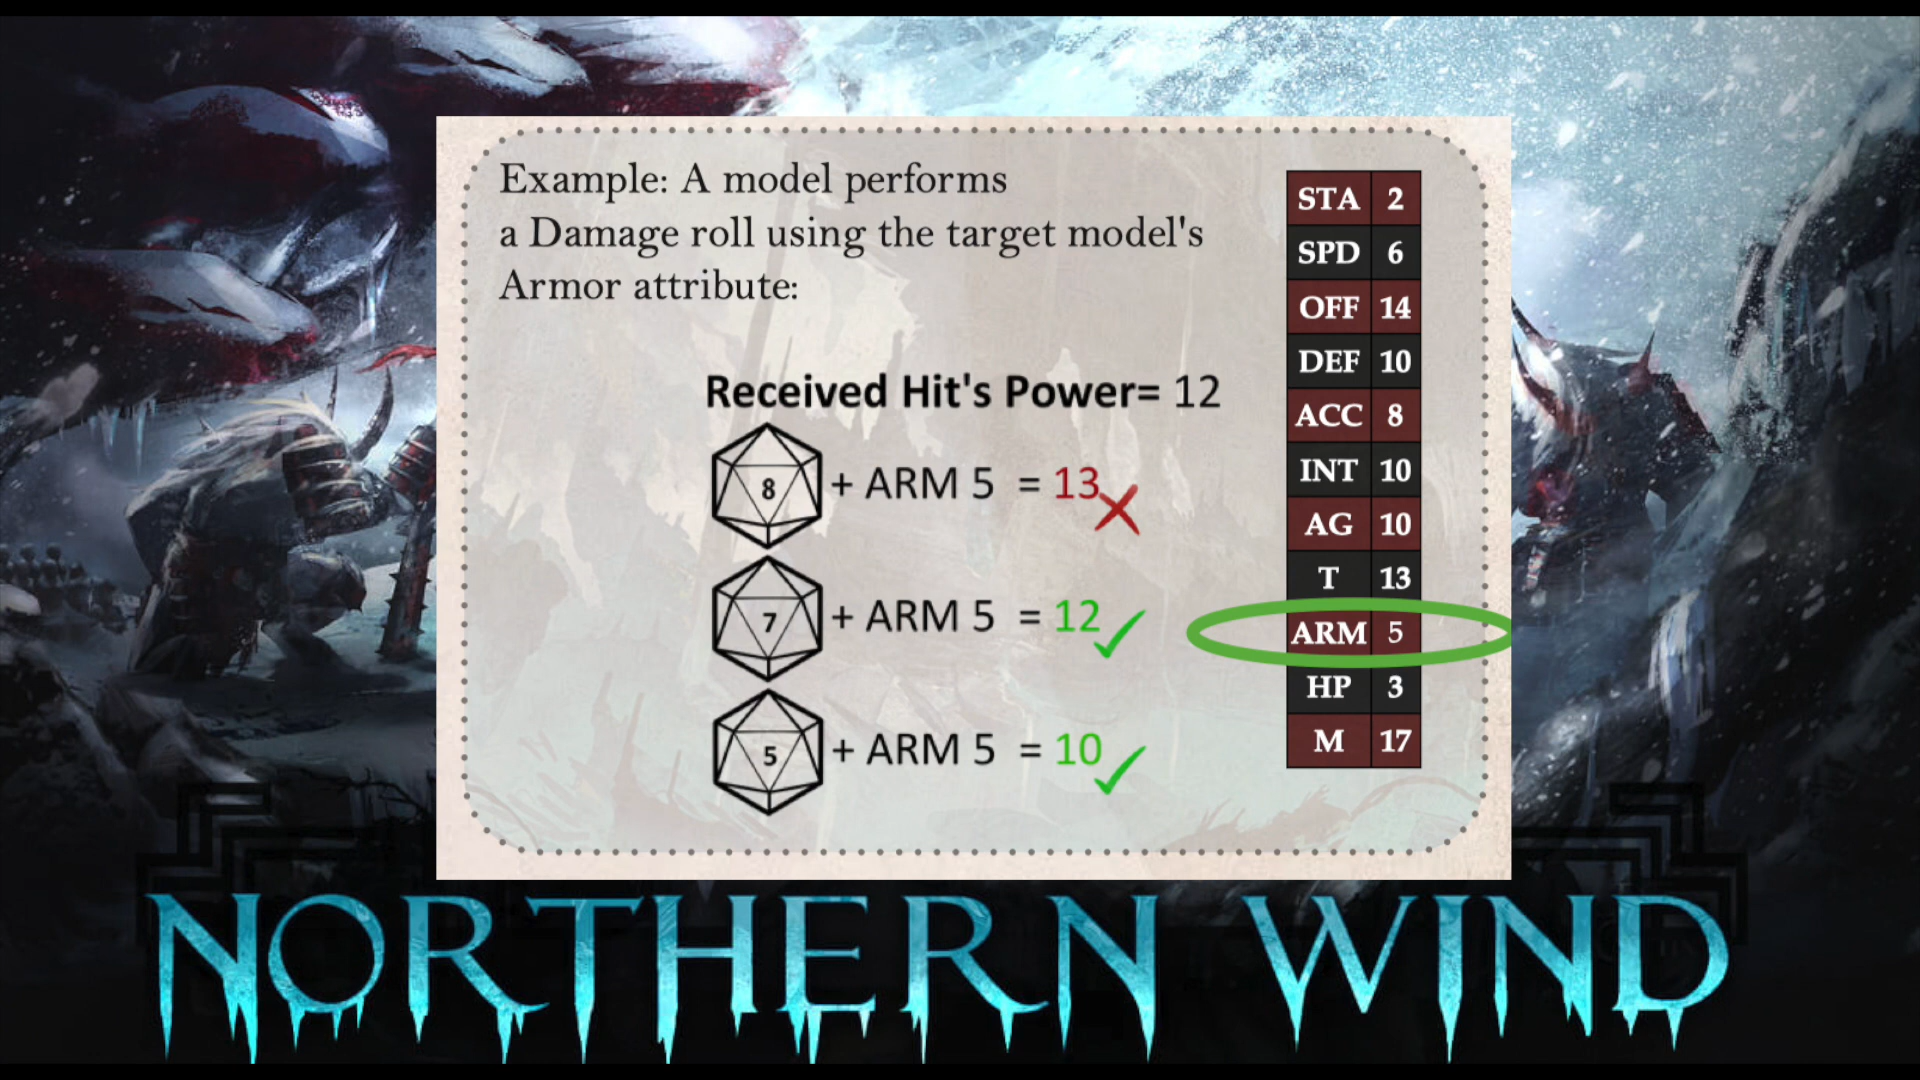 Example: A model performs
a Damage roll using the target model's
Armor attribute:
Received Hit's Power= 12
8 + ARM 5 = 13
7 + ARM 5 = 12
5 + ARM 5 = 10
STA 2
SPD 6
OFF 14
DEF 10
ACC 8
INT 10
AG 10
T 13
ARM 5
HP 3
M 17
NORTHERN WIND